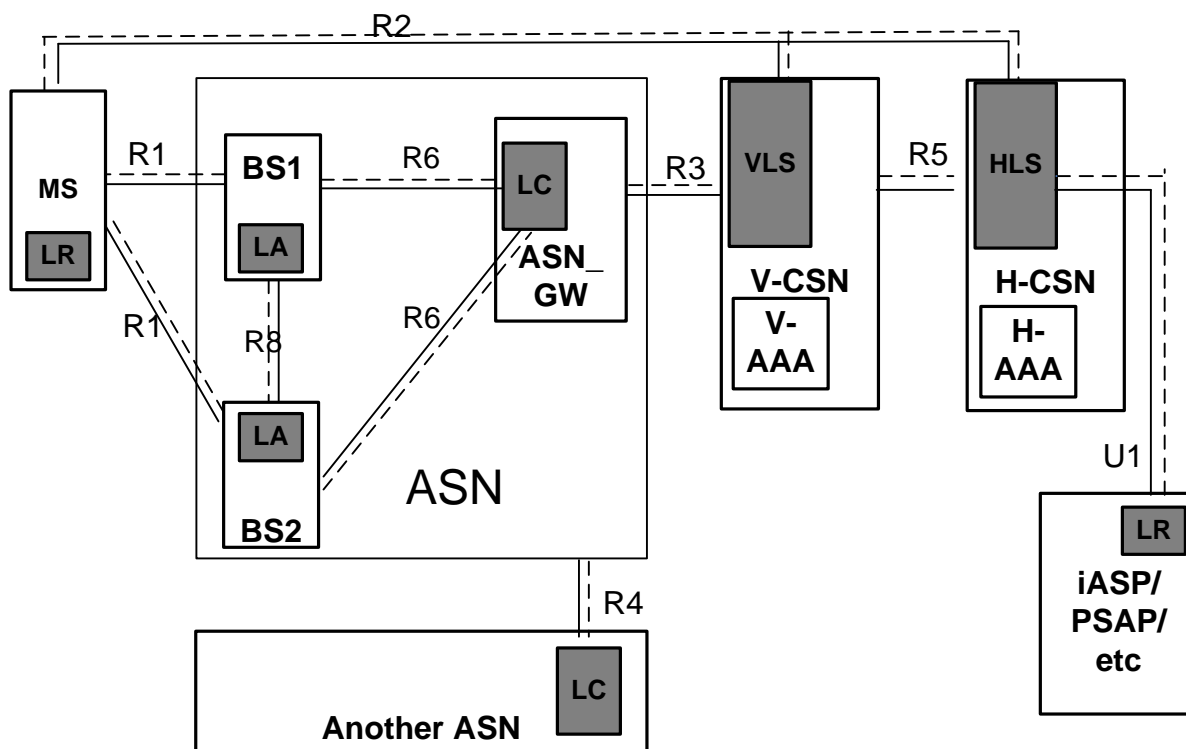 R2
R1
BS1
R6
LC
R3
VLS
R5
HLS
MS
LR
LA
ASN_
GW
V-CSN
H-CSN
R1
R8
R6
V-
AAA
H-
AAA
LA
ASN
BS2
U1
LR
iASP/
PSAP/
etc
R4
LC
Another ASN